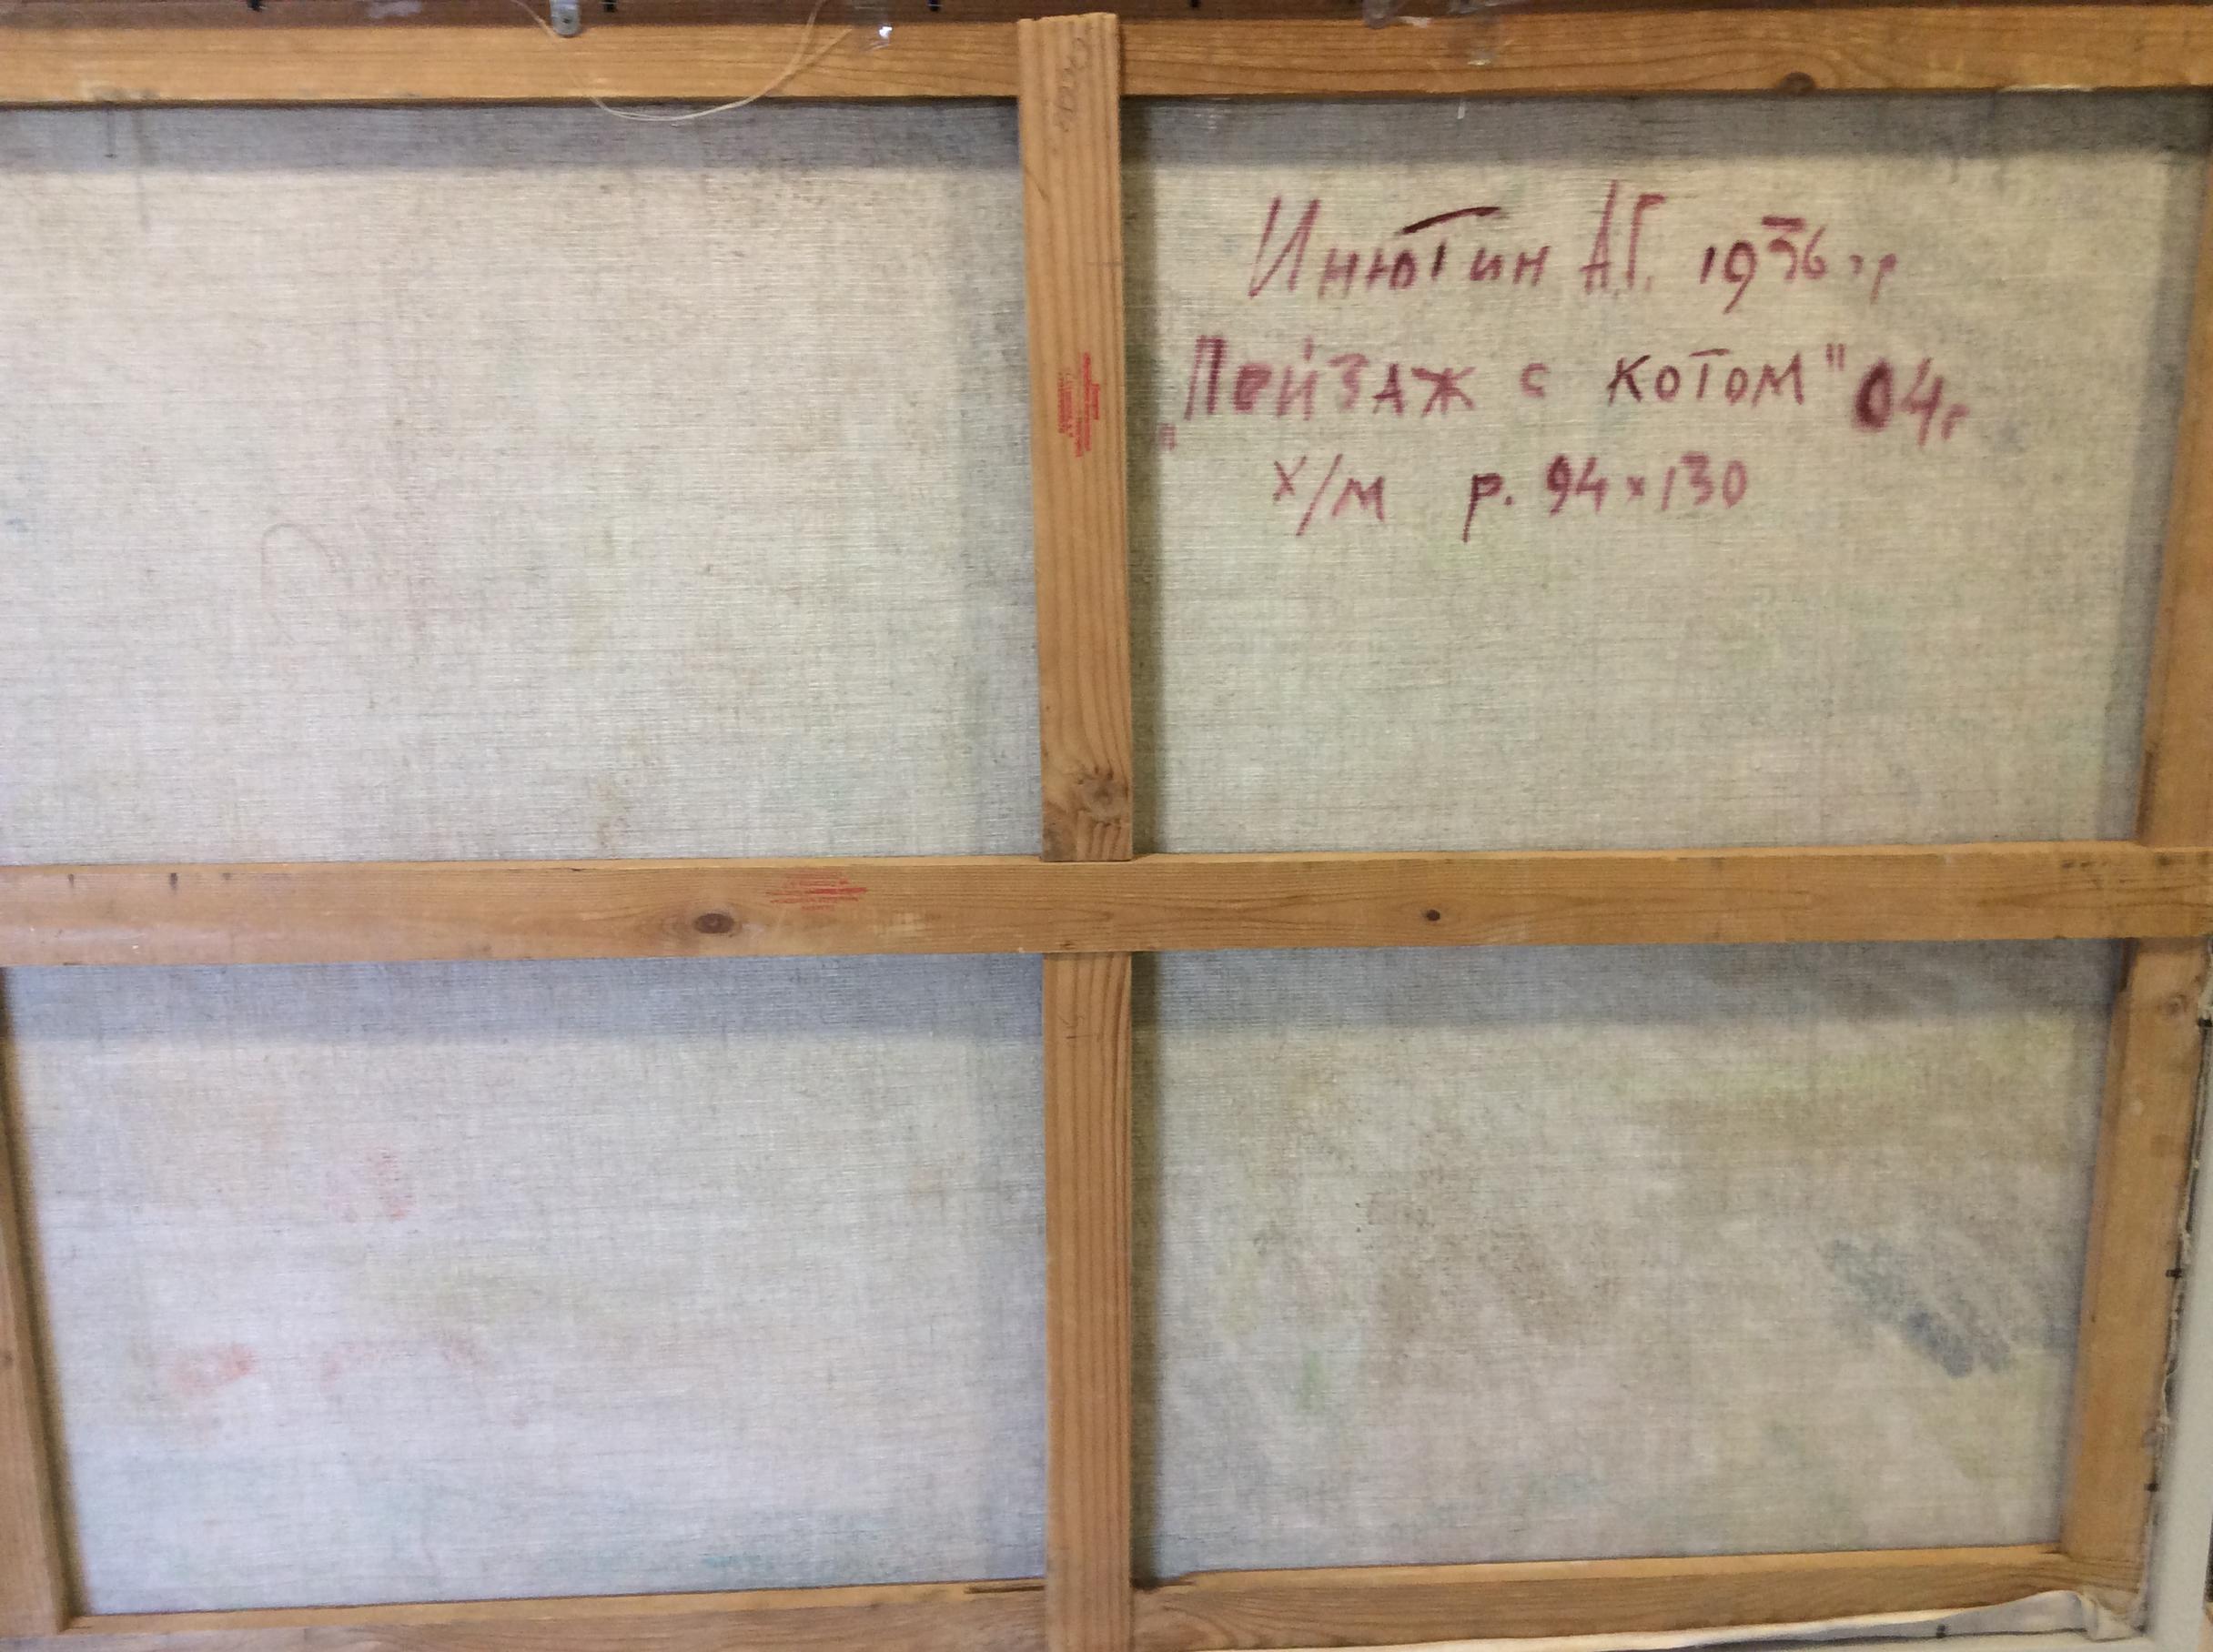 Инютин А.Г. 1936 г.р
"Пейзаж с котом" 04г
х/м р. 94×130